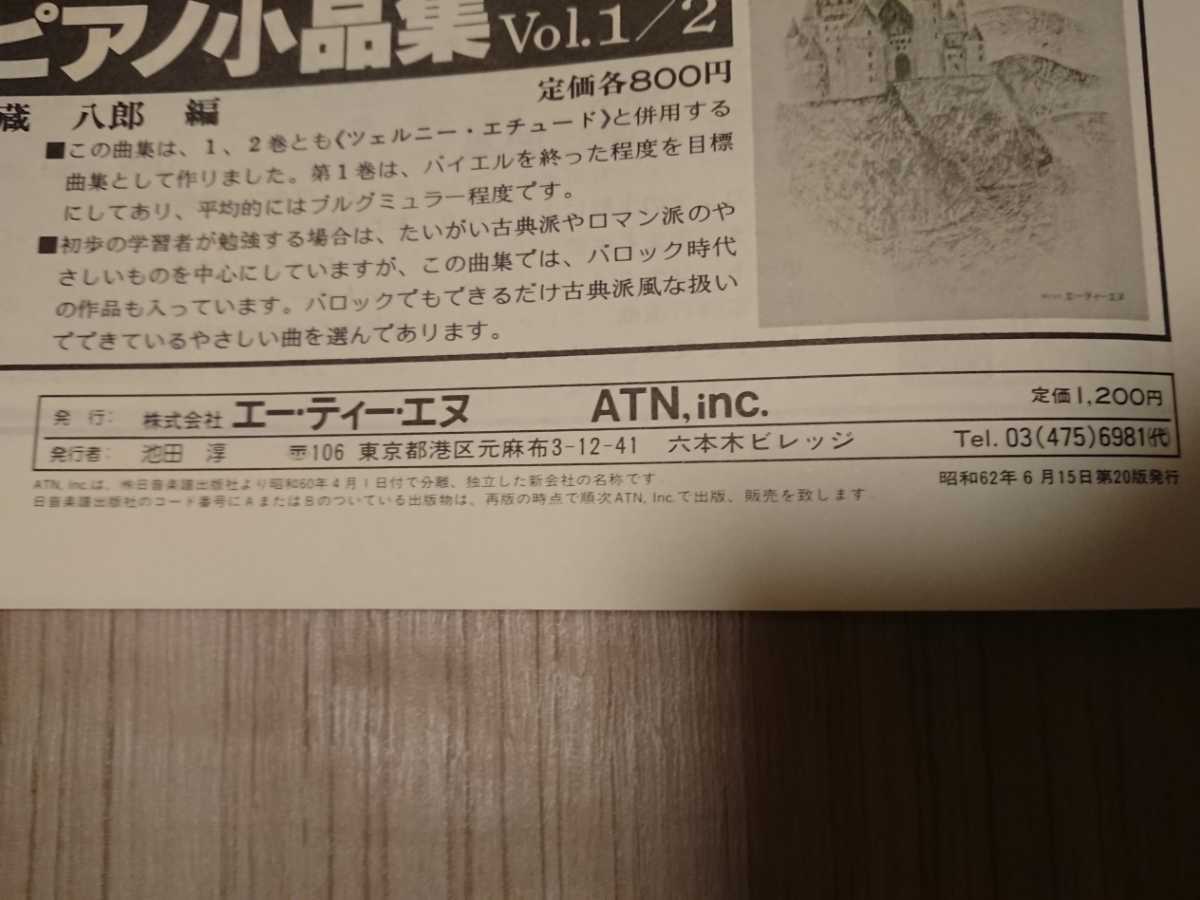 ピアノ小品集 Vol.1/2
定価各800円
蔵 八郎 編
■この曲集は、1、2巻とも《ツェルニー・エチュード》と併用する
曲集として作りました。第1巻は、バイエルを終った程度を目標
にしてあり、平均的にはブルグミュラー程度です。
■初歩の学習者が勉強する場合は、たいがい古典派やロマン派のや
さしいものを中心にしていますが、この曲集では、バロック時代
の作品も入っています。バロックでもできるだけ古典派風な扱い
でできているやさしい曲を選んであります。
エーティーエヌ
発 行: 株式会社 エー・ティー・エヌ ATN,inc. 定価1,200円
発行者: 池田 淳 〠106 東京都港区元麻布3-12-41 六本木ビレッジ Tel. 03(475)6981(代)
ATN, Inc.は、㈱日音楽譜出版社より昭和60年4月1日付で分離、独立した新会社の名称です
日音楽譜出版社のコード番号にAまたはBのついている出版物は、再版の時点で順次ATN, Inc.で出版、販売を致します
昭和62年6月15日第20版発行